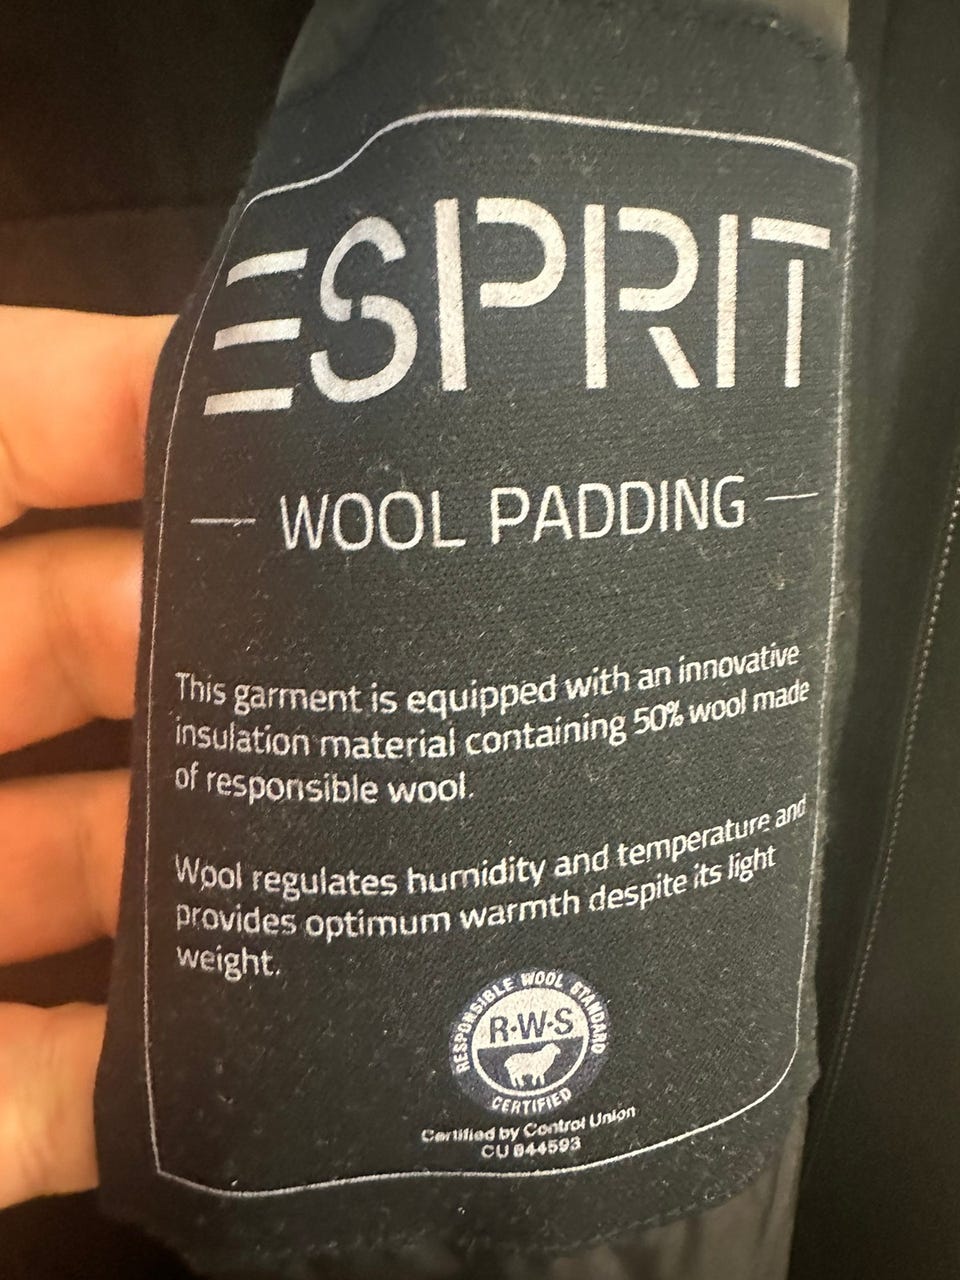 ESPRIT
WOOL PADDING
This garment is equipped with an innovative
insulation material containing 50% wool made
of responsible wool.
Wool regulates humidity and temperature and
provides optimum warmth despite its light
weight.
RESPONSIBLE WOOL STANDARD
R·W·S
CERTIFIED
Certified by Control Union
CU 844593